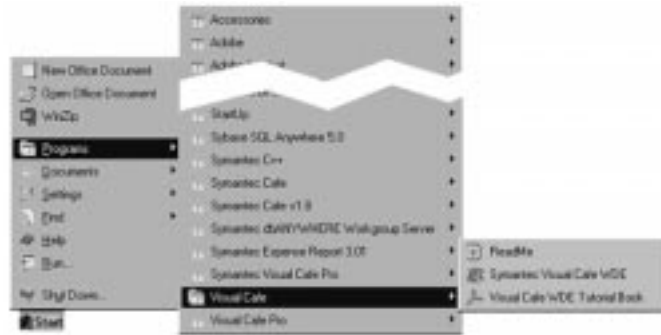 New Office Document
Open Office Document
WinZip
Programs
Documents
Settings
Find
Help
Run...
Shut Down...
Start
Accessories
Adobe
StartUp
Sybase SQL Anywhere 5.0
Symantec C++
Symantec Cafe
Symantec Cafe v1.8
Symantec dbANYWHERE Workgroup Server
Symantec Expense Report 3.01
Symantec Visual Cafe Pro
Visual Cafe
Visual Cafe Pro
ReadMe
Symantec Visual Cafe WDE
Visual Cafe WDE Tutorial Book